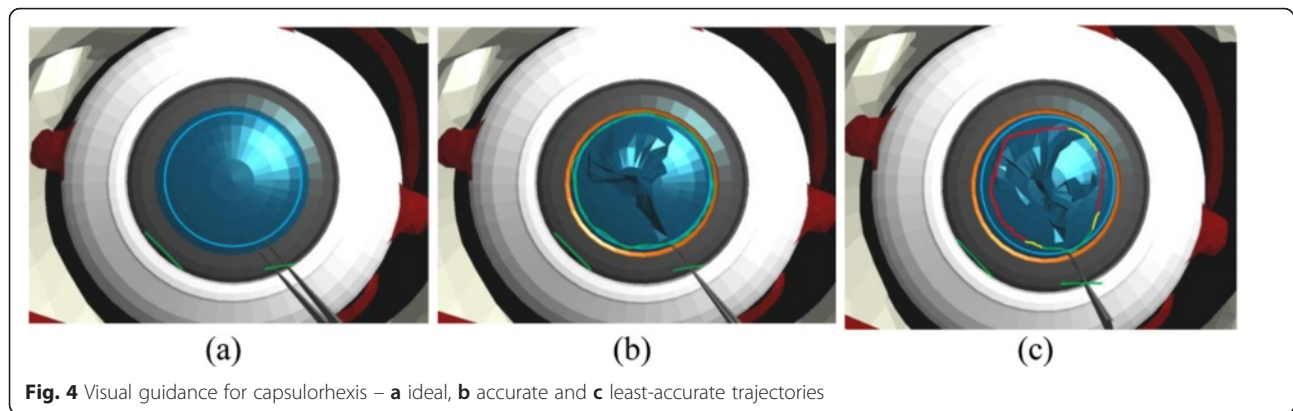 (a) (b) (c)
Fig. 4 Visual guidance for capsulorhexis – a ideal, b accurate and c least-accurate trajectories